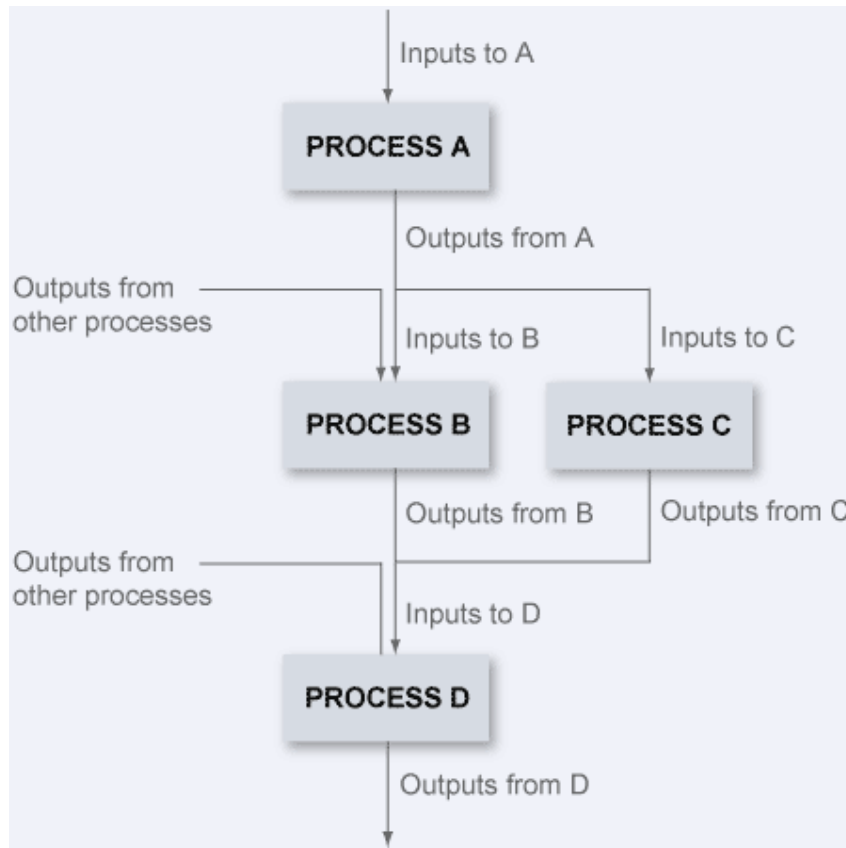 Inputs to A
PROCESS A
Outputs from A
Outputs from
other processes
Inputs to B
Inputs to C
PROCESS B
PROCESS C
Outputs from B
Outputs from C
Outputs from
other processes
Inputs to D
PROCESS D
Outputs from D